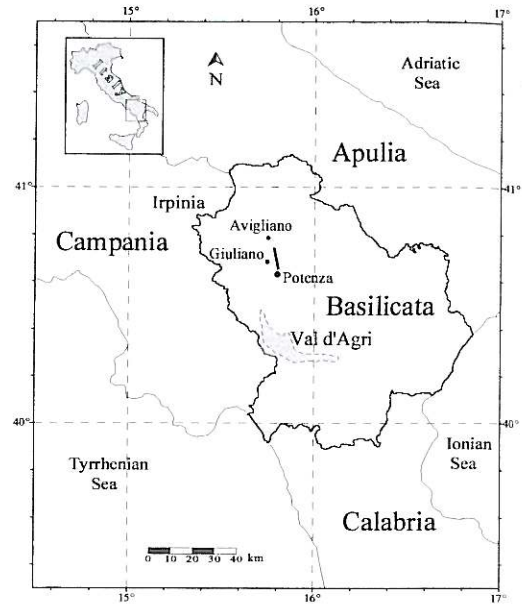 15°
16°
17°
ITALY
N
Adriatic
Sea
Apulia
41°
41°
Irpinia
Campania
Avigliano
Giuliano
Potenza
Basilicata
Val d'Agri
40°
40°
Tyrrhenian
Sea
Ionian
Sea
Calabria
0 10 20 30 40 km
15°
16°
17°